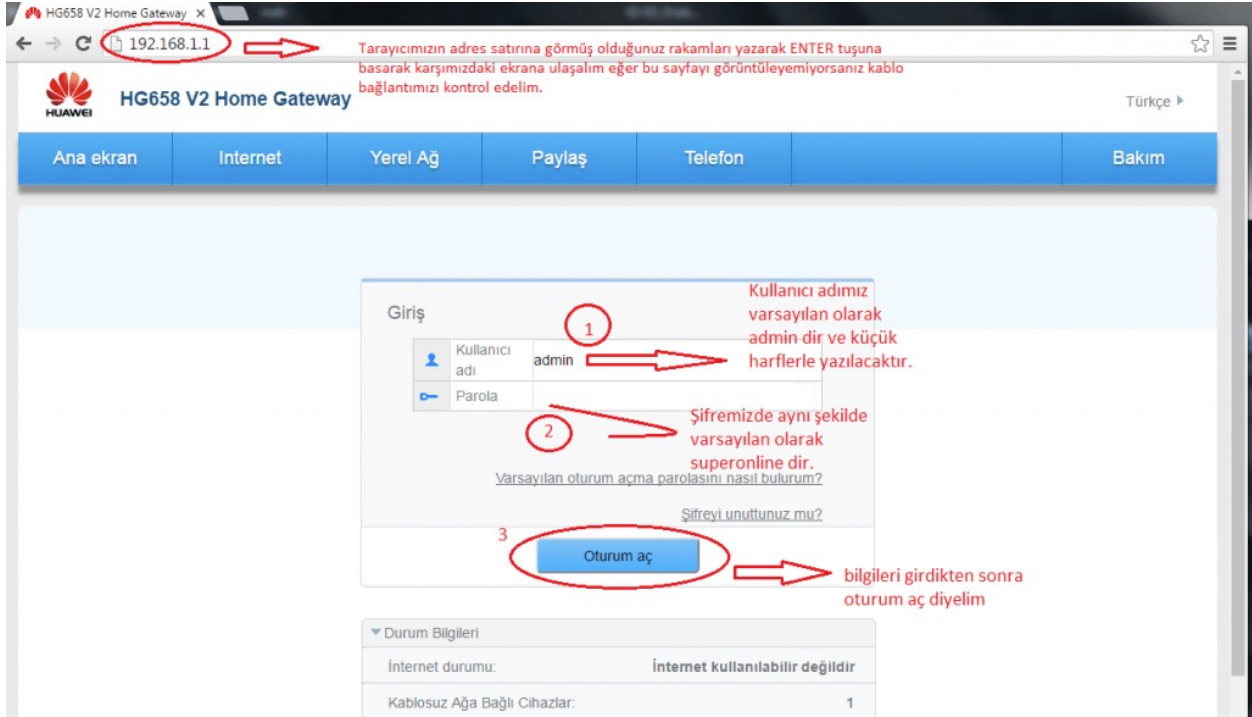 HG658 V2 Home Gateway
192.168.1.1
Tarayıcımızın adres satırına görmüş olduğunuz rakamları yazarak ENTER tuşuna
basarak karşımızdaki ekrana ulaşalım eğer bu sayfayı görüntüleyemiyorsanız kablo
bağlantımızı kontrol edelim.
HUAWEI
HG658 V2 Home Gateway
Türkçe
Ana ekran Internet Yerel Ağ Paylaş Telefon Bakım
Giriş
1
Kullanıcı adımız
varsayılan olarak
admin dir ve küçük
harflerle yazılacaktır.
Kullanıcı
adı
admin
Parola
2
Şifremizde aynı şekilde
varsayılan olarak
superonline dir.
Varsayılan oturum açma parolasını nasıl bulurum?
Şifreyi unuttunuz mu?
3
Oturum aç
bilgileri girdikten sonra
oturum aç diyelim
Durum Bilgileri
İnternet durumu: İnternet kullanılabilir değildir
Kablosuz Ağa Bağlı Cihazlar: 1